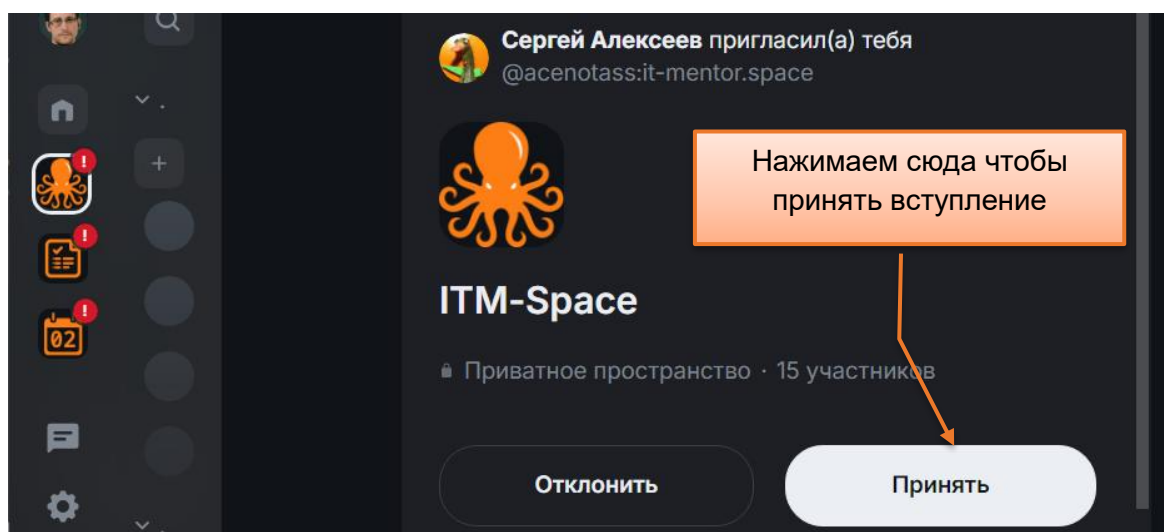 Сергей Алексеев пригласил(а) тебя
@acenotass:it-mentor.space
Нажимаем сюда чтобы
принять вступление
ITM-Space
Приватное пространство · 15 участников
Отклонить
Принять
.
!
!
!
02